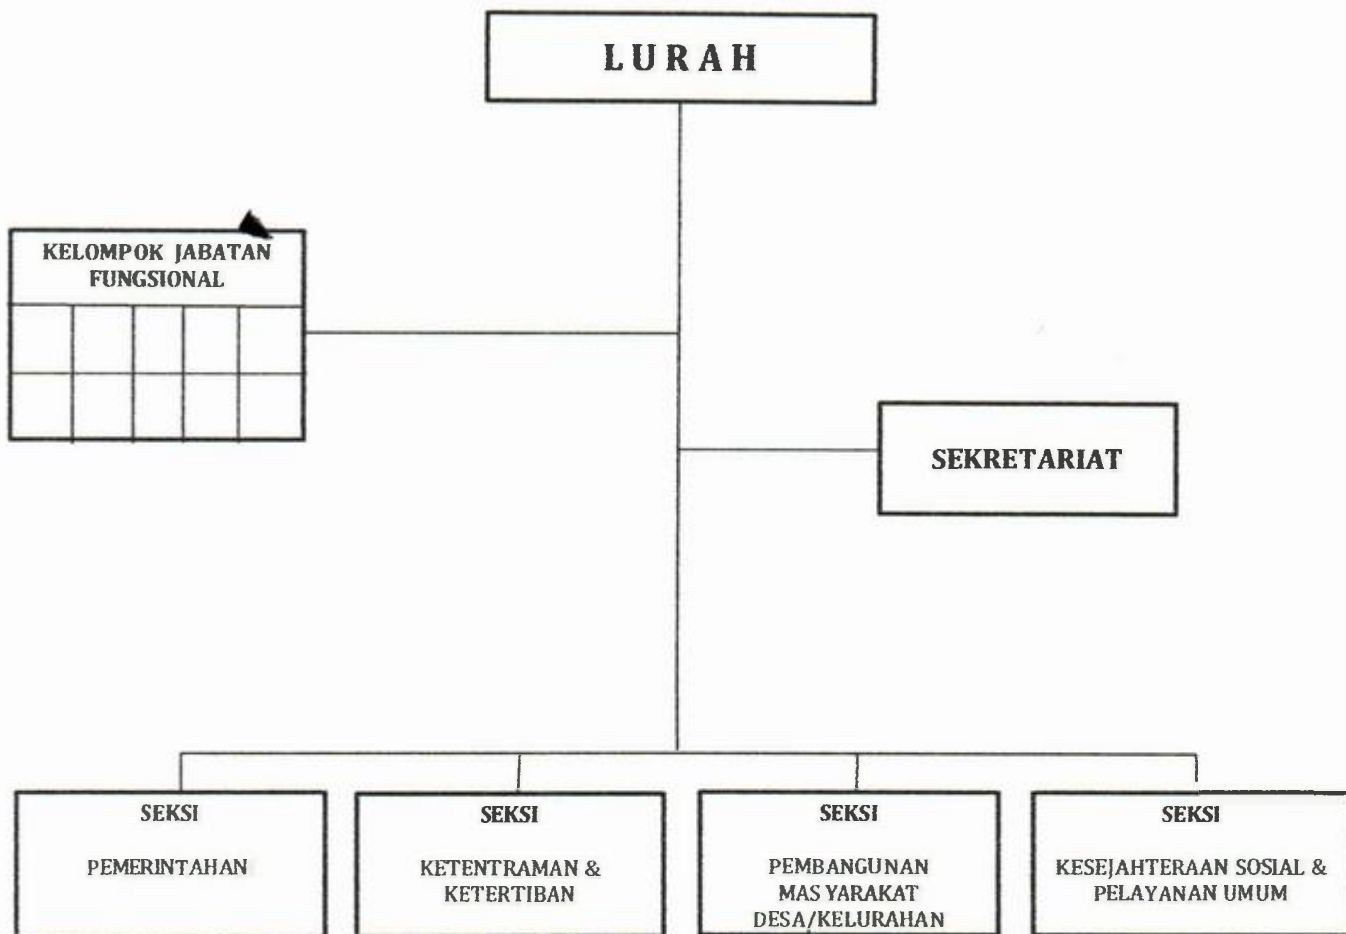 LURAH
KELOMPOK JABATAN
FUNGSIONAL
SEKRETARIAT
SEKSI
PEMERINTAHAN
SEKSI
KETENTRAMAN &
KETERTIBAN
SEKSI
PEMBANGUNAN
MAS YARAKAT
DESA/KELURAHAN
SEKSI
KESEJAHTERAAN SOSIAL &
PELAYANAN UMUM